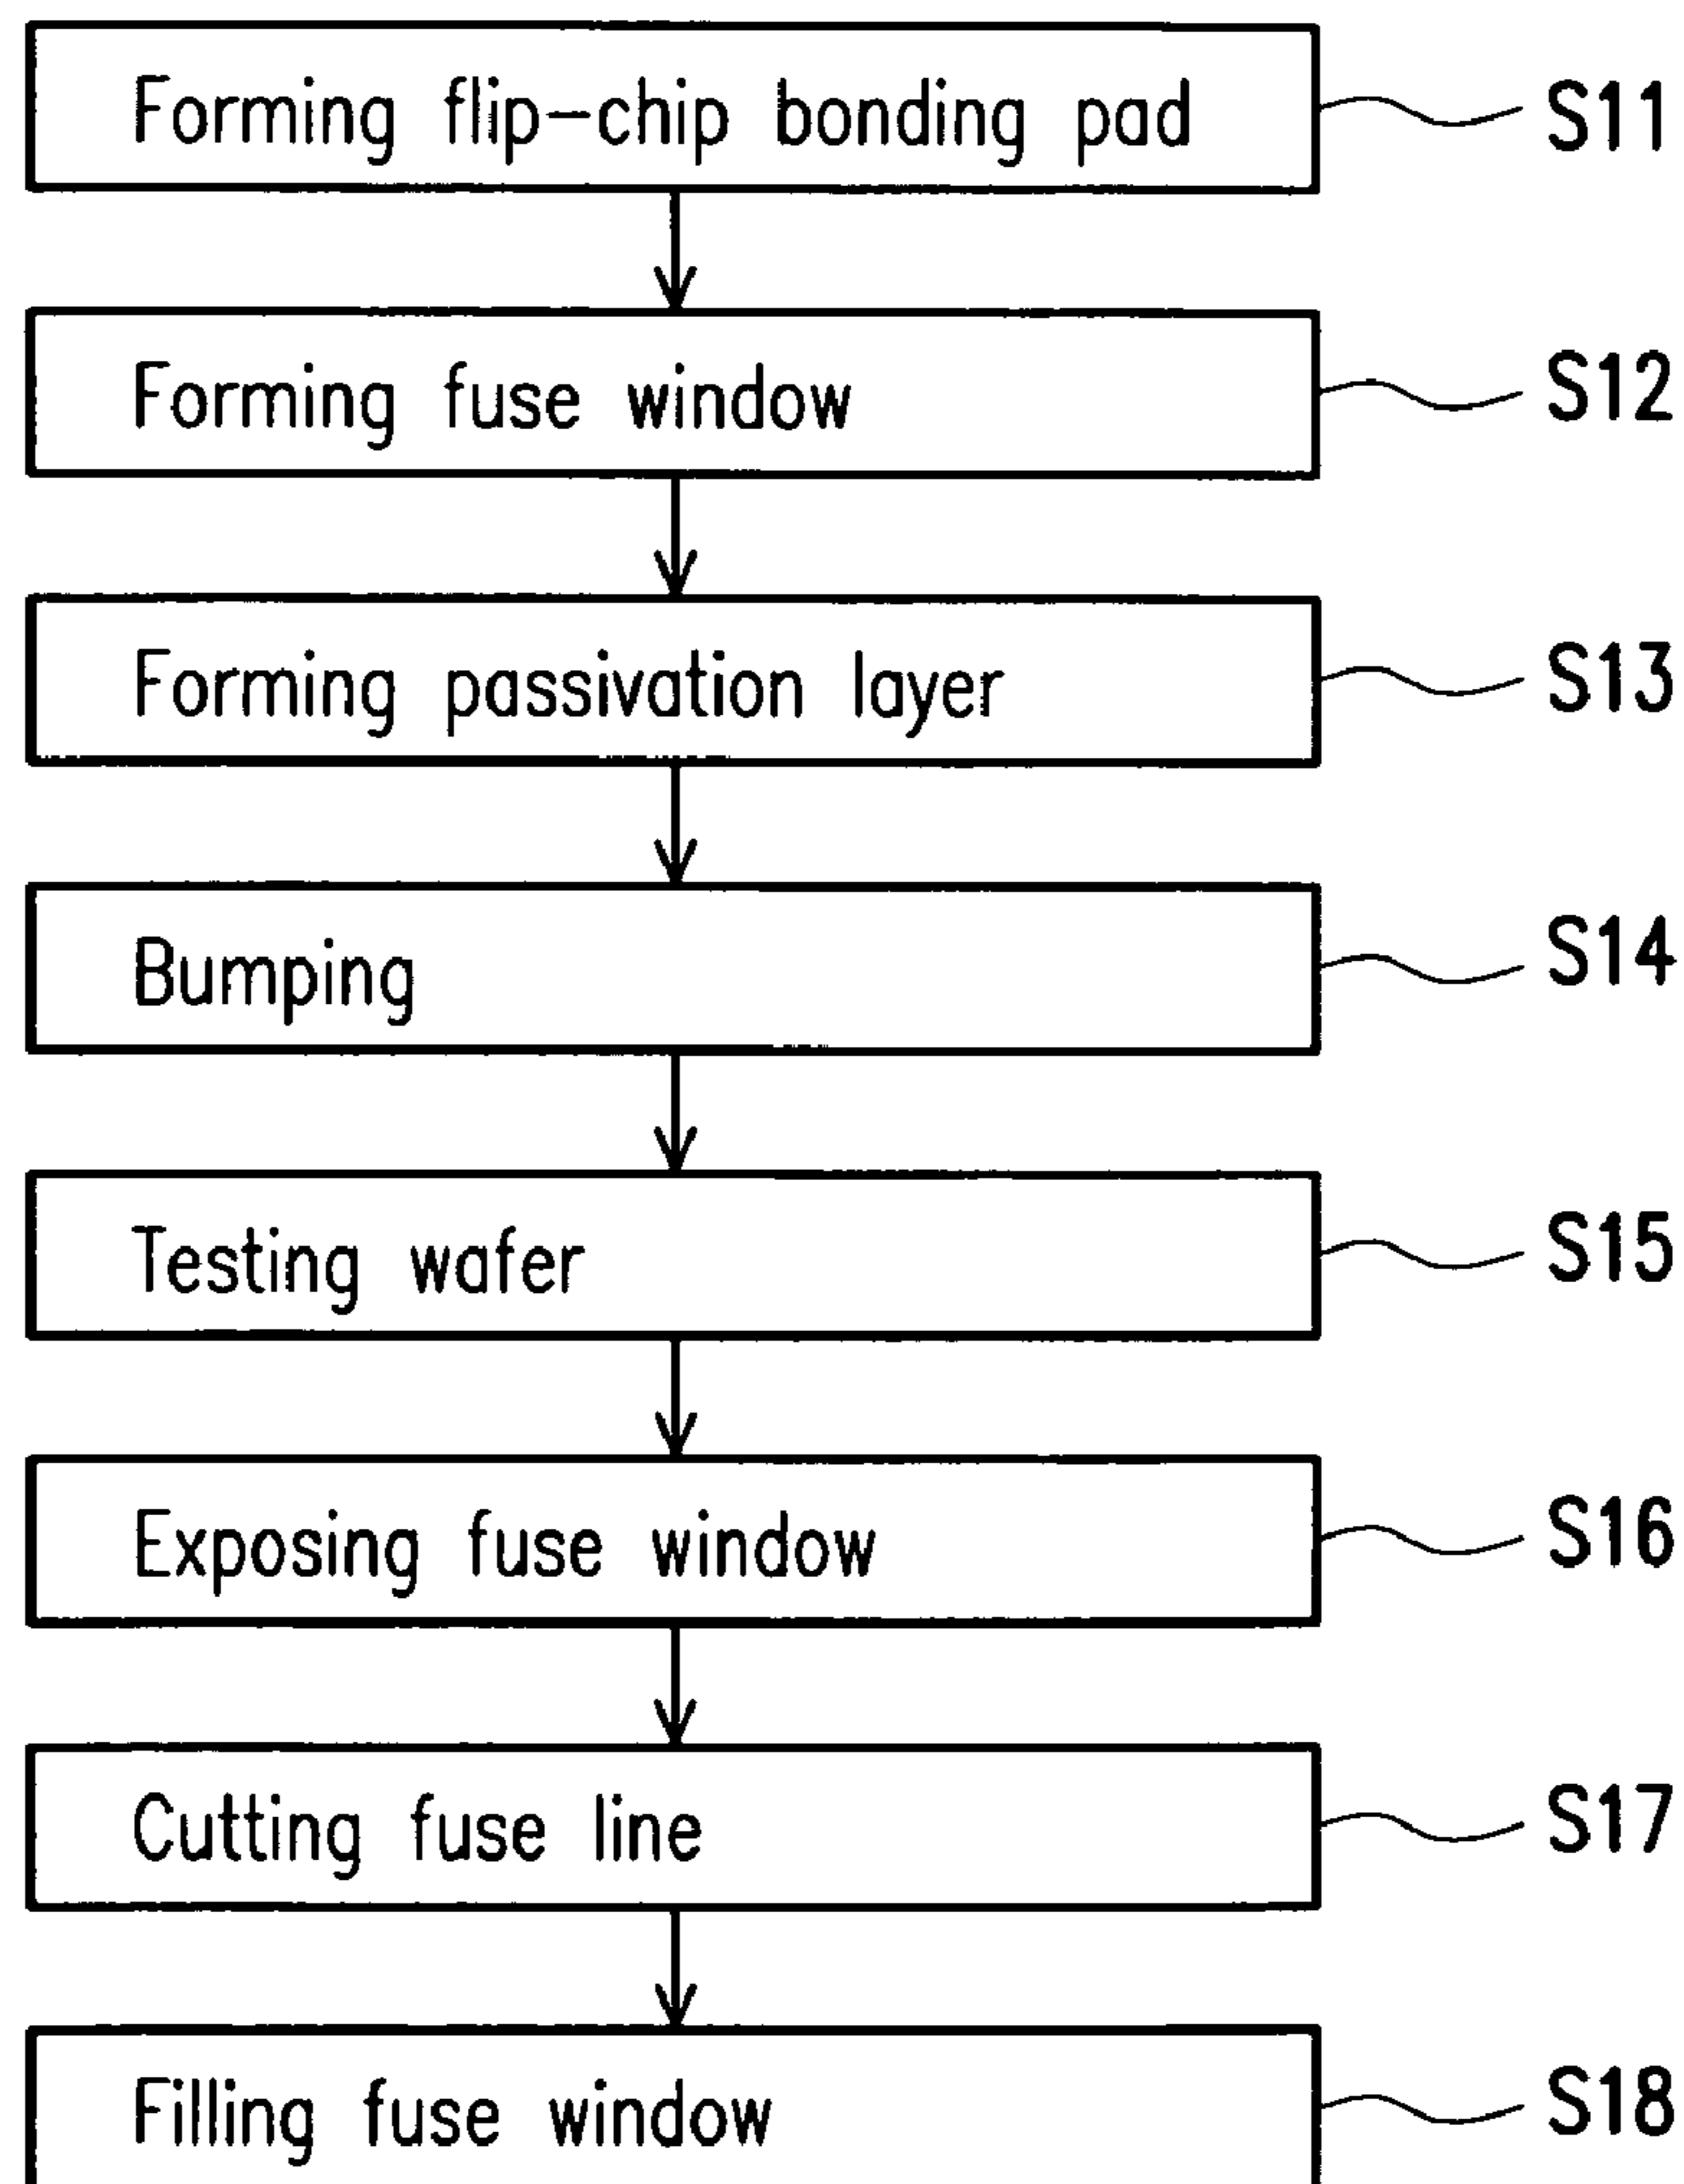 Forming flip-chip bonding pad S11
Forming fuse window S12
Forming passivation layer S13
Bumping S14
Testing wafer S15
Exposing fuse window S16
Cutting fuse line S17
Filling fuse window S18